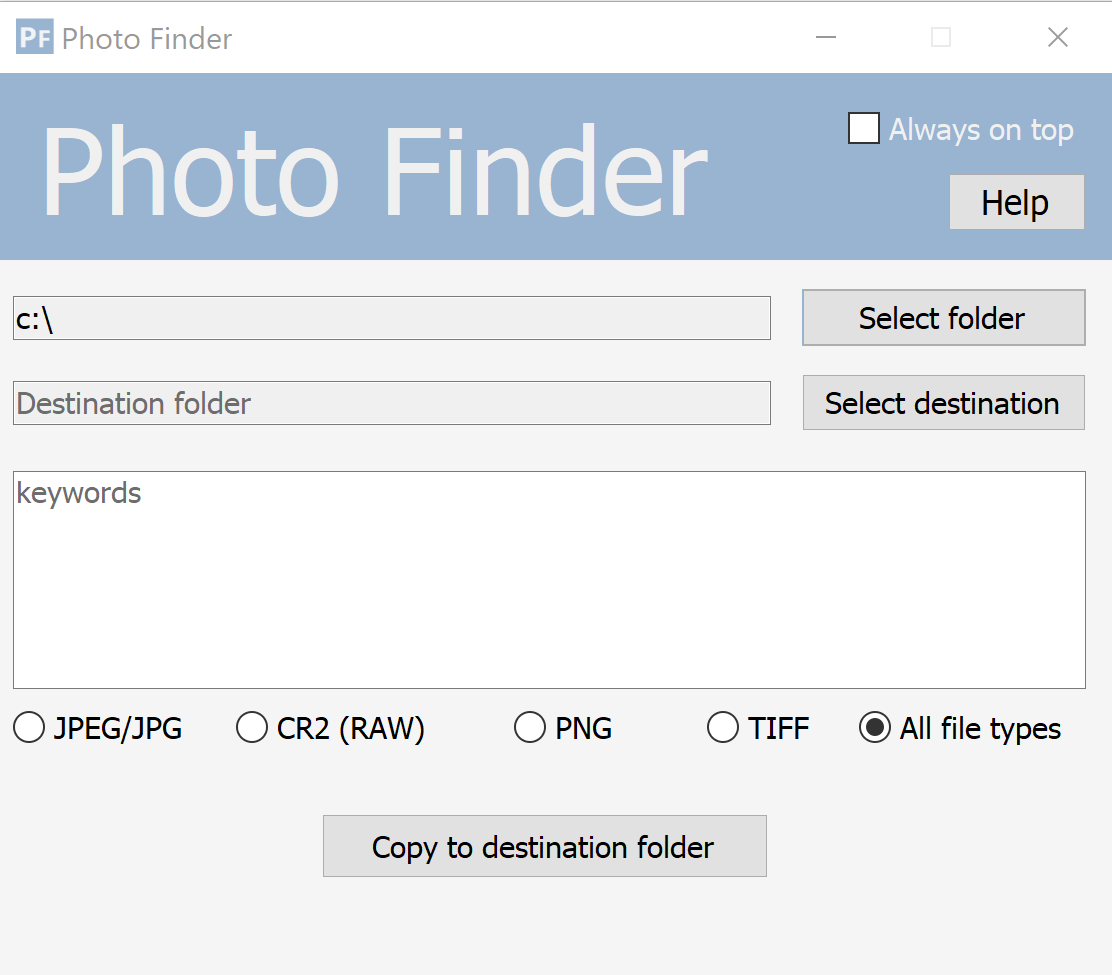 PF Photo Finder
Photo Finder
Always on top
Help
c:\
Select folder
Destination folder
Select destination
keywords
JPEG/JPG CR2 (RAW) PNG TIFF All file types
Copy to destination folder